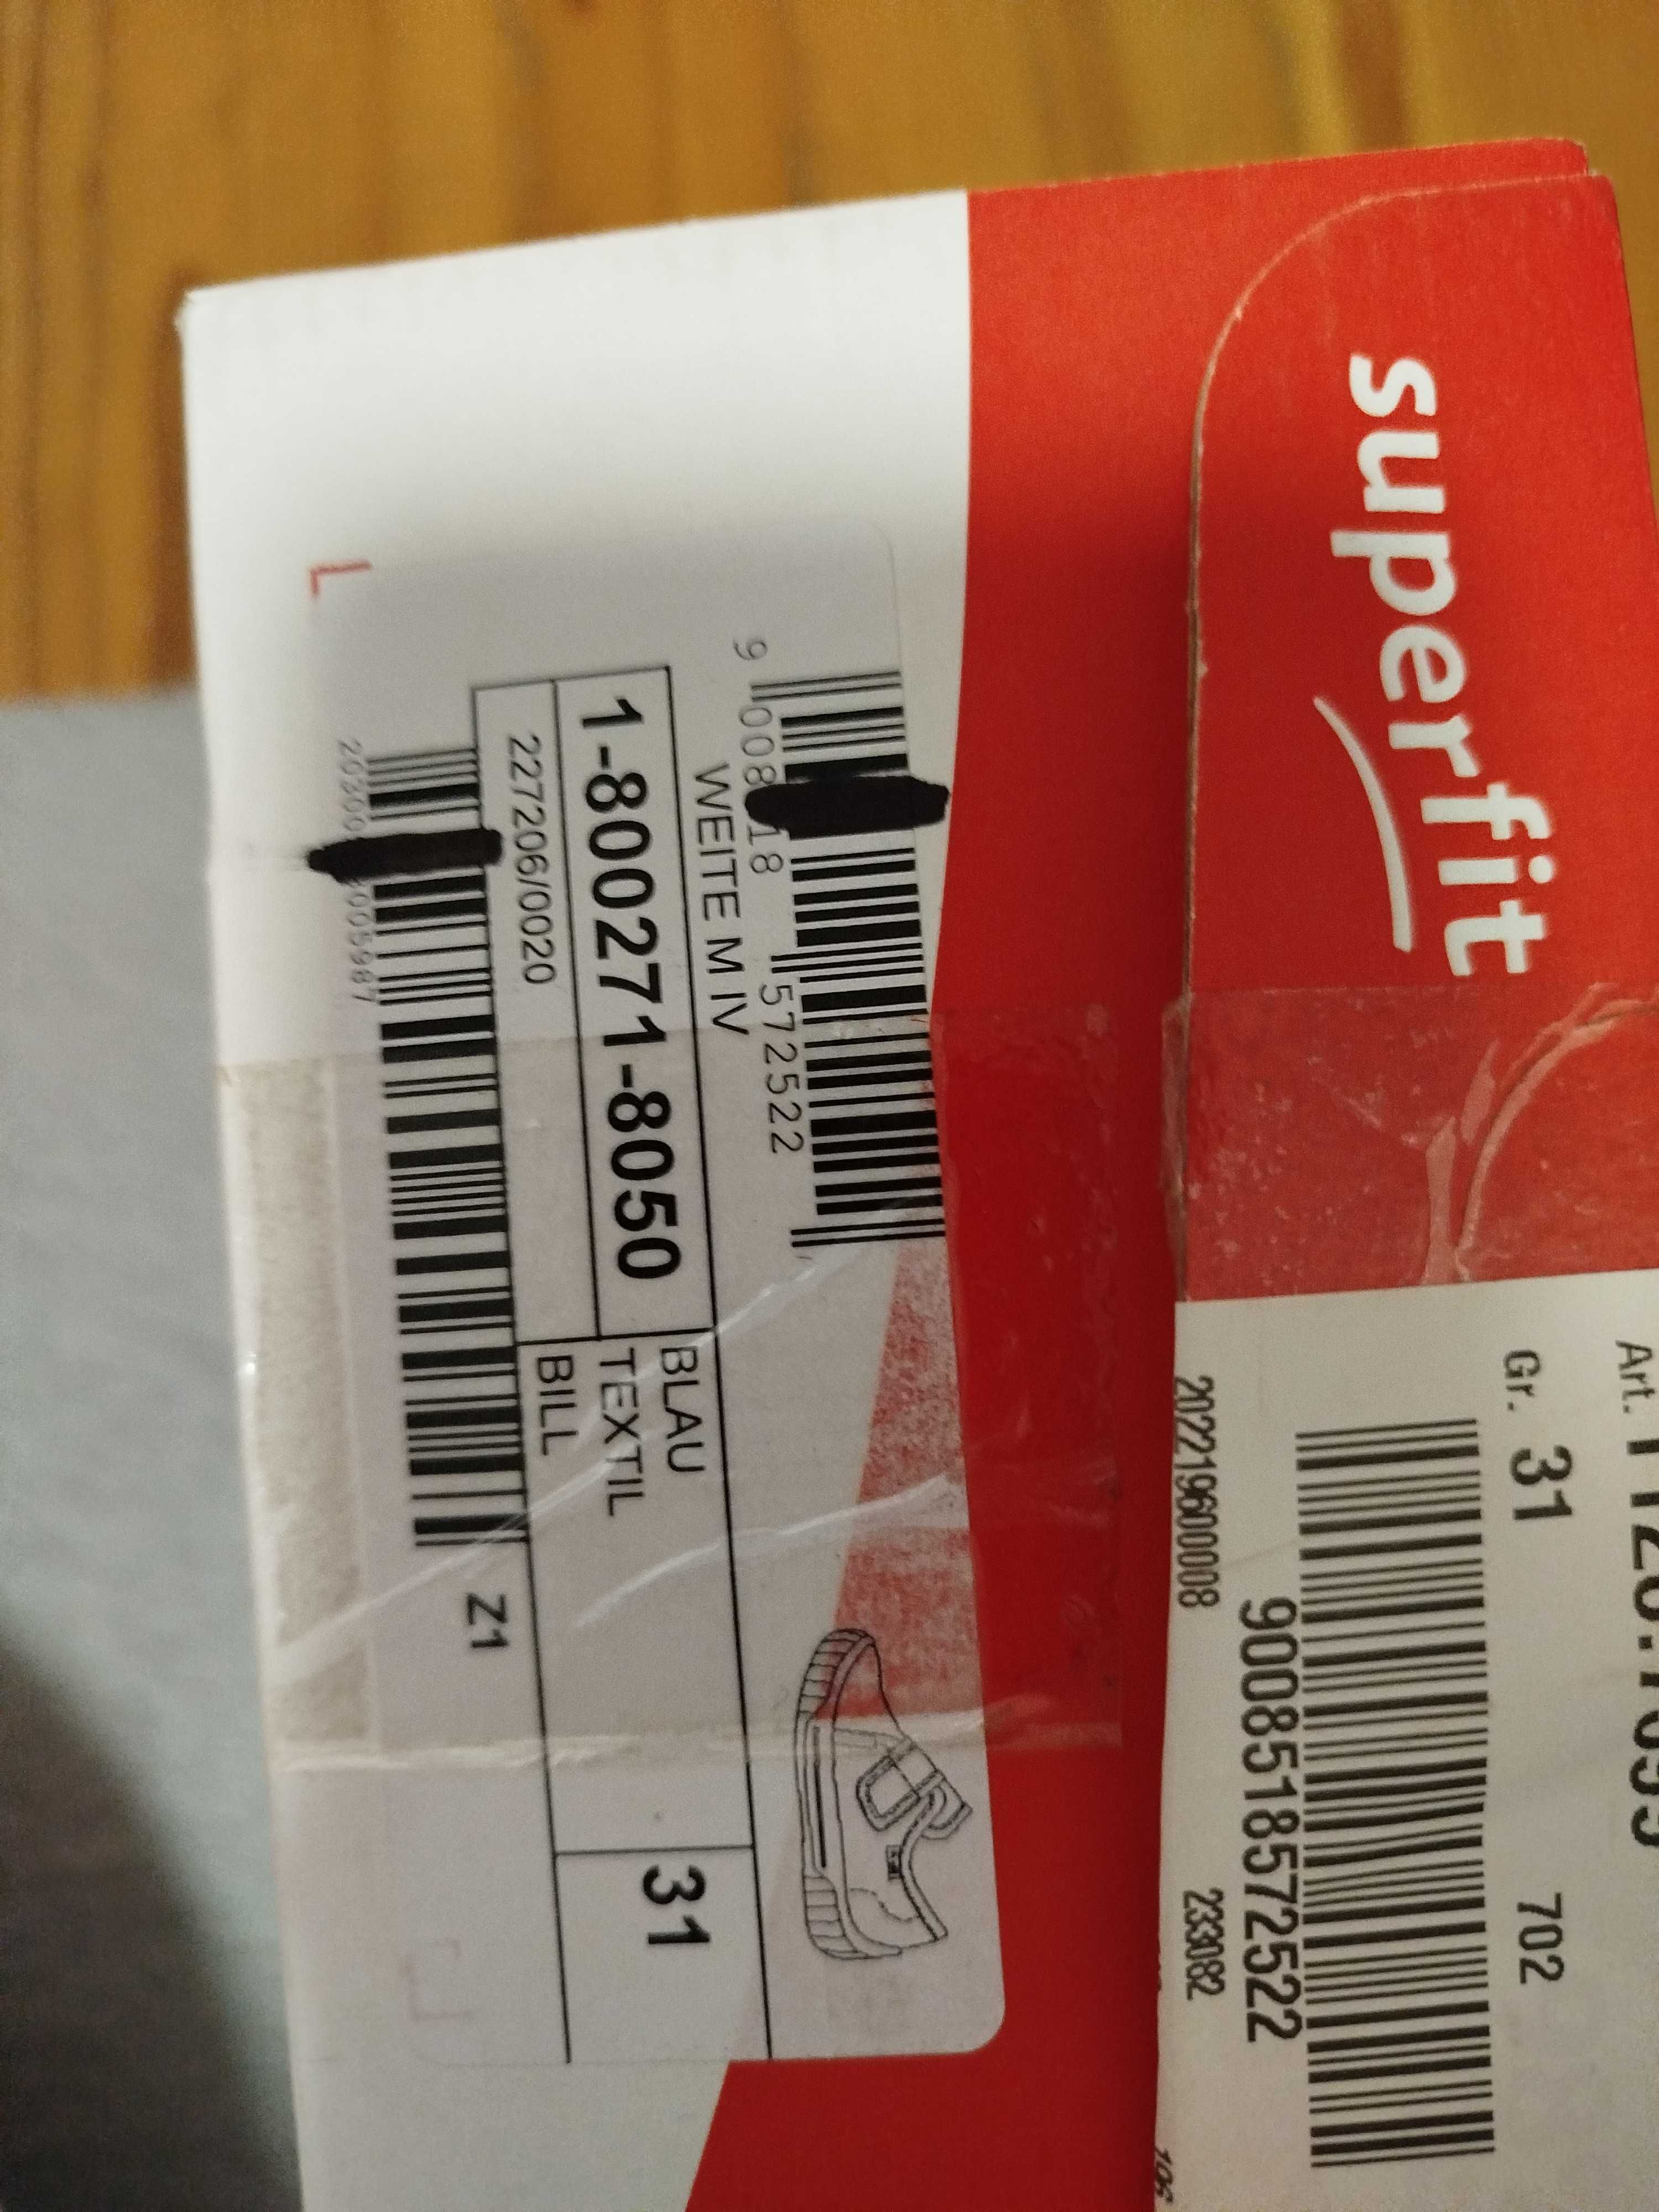 superfit
9 008 18 572522
WEITE M IV
1-800271-8050
BLAU
TEXTIL
BILL
31
227206/0020
Z1
Art.
Gr. 31
702
9008518572522
2022196000008
233082